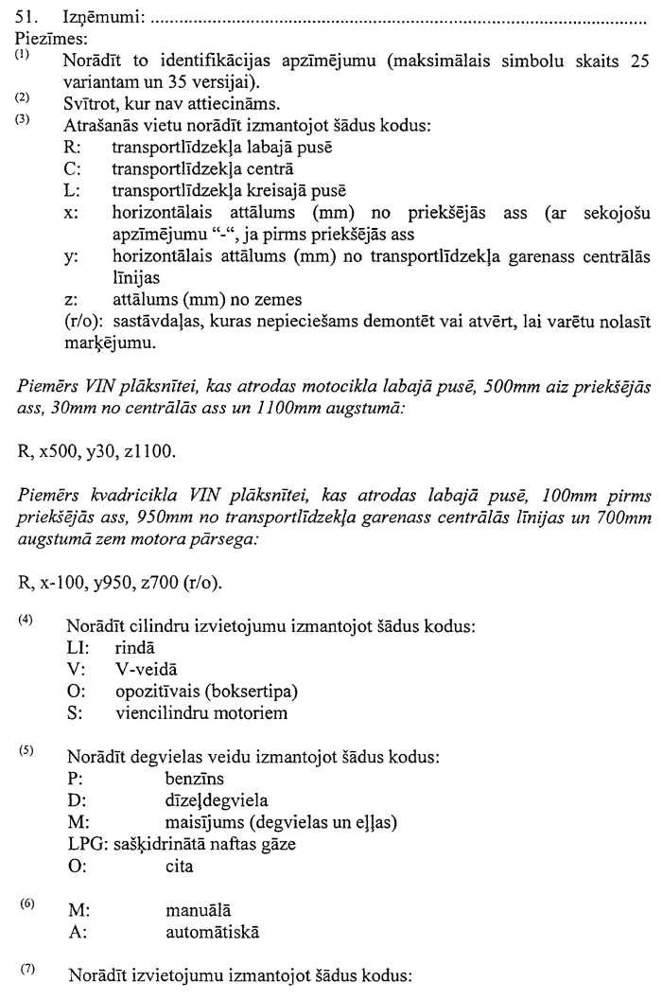 51. Izņēmumi: ................................................................................................
Piezīmes:
(1) Norādīt to identifikācijas apzīmējumu (maksimālais simbolu skaits 25
variantam un 35 versijai).
(2) Svītrot, kur nav attiecināms.
(3) Atrašanās vietu norādīt izmantojot šādus kodus:
R: transportlīdzekļa labajā pusē
C: transportlīdzekļa centrā
L: transportlīdzekļa kreisajā pusē
x: horizontālais attālums (mm) no priekšējās ass (ar sekojošu
apzīmējumu “-“, ja pirms priekšējās ass
y: horizontālais attālums (mm) no transportlīdzekļa garenass centrālās
līnijas
z: attālums (mm) no zemes
(r/o): sastāvdaļas, kuras nepieciešams demontēt vai atvērt, lai varētu nolasīt
marķējumu.
Piemērs VIN plāksnītei, kas atrodas motocikla labajā pusē, 500mm aiz priekšējās
ass, 30mm no centrālās ass un 1100mm augstumā:
R, x500, y30, z1100.
Piemērs kvadricikla VIN plāksnītei, kas atrodas labajā pusē, 100mm pirms
priekšējās ass, 950mm no transportlīdzekļa garenass centrālās līnijas un 700mm
augstumā zem motora pārsega:
R, x-100, y950, z700 (r/o).
(4) Norādīt cilindru izvietojumu izmantojot šādus kodus:
LI: rindā
V: V-veidā
O: opozitīvais (boksertipa)
S: viencilindru motoriem
(5) Norādīt degvielas veidu izmantojot šādus kodus:
P: benzīns
D: dīzeļdegviela
M: maisījums (degvielas un eļļas)
LPG: sašķidrinātā naftas gāze
O: cita
(6) M: manuālā
A: automātiskā
(7) Norādīt izvietojumu izmantojot šādus kodus: